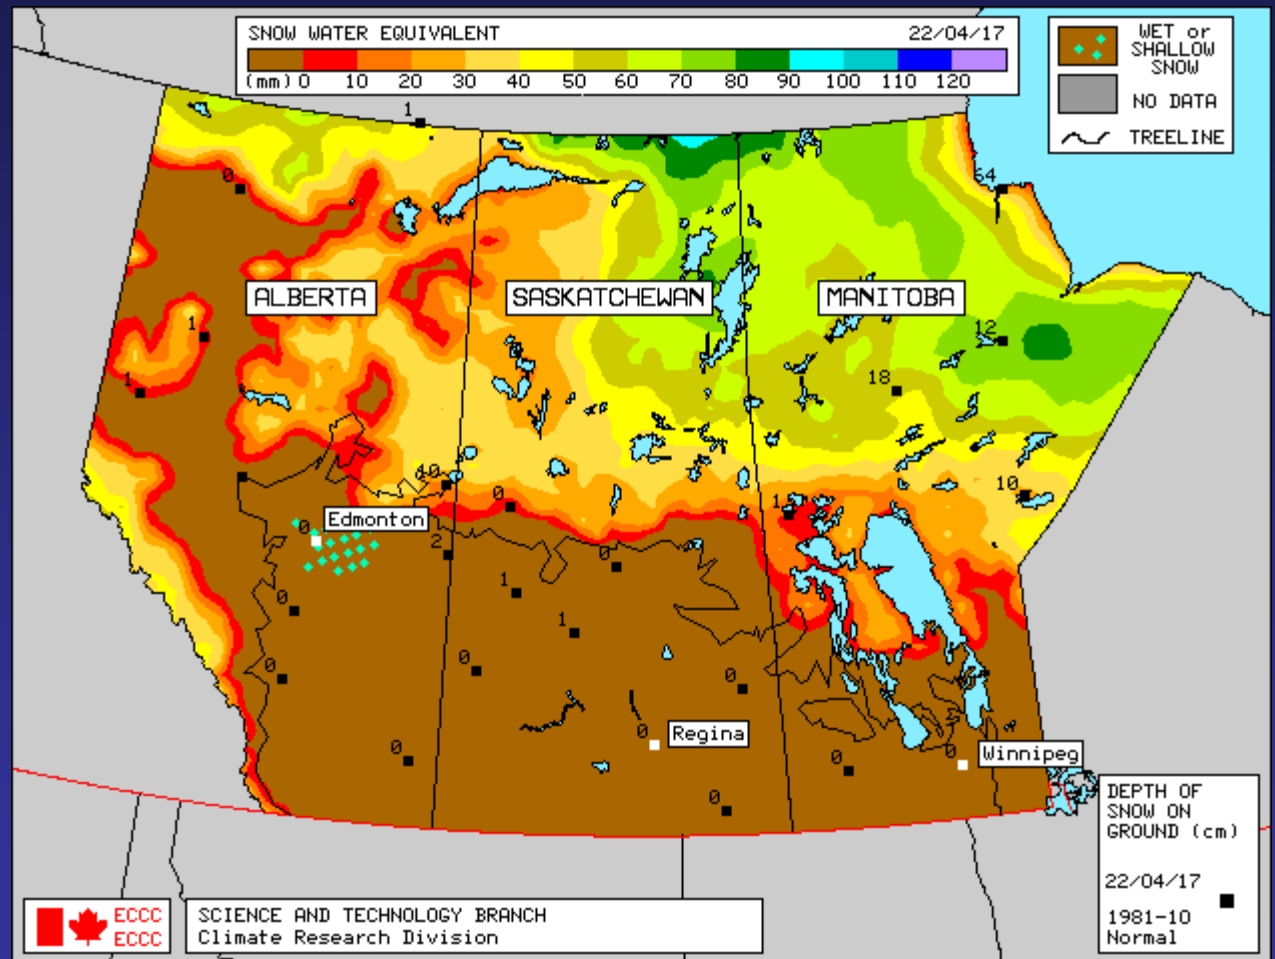 SNOW WATER EQUIVALENT 22/04/17
(mm) 0 10 20 30 40 50 60 70 80 90 100 110 120
WET or
SHALLOW
SNOW
NO DATA
TREELINE
1
0
54
ALBERTA
SASKATCHEWAN
MANITOBA
1
12
1
18
10
0
1
10
0
Edmonton
2
0
1
0
1
0
0
0
0
Regina
0
0
0
Winnipeg
0
0
DEPTH OF
SNOW ON
GROUND (cm)
22/04/17
1981-10
Normal
ECCC
ECCC
SCIENCE AND TECHNOLOGY BRANCH
Climate Research Division